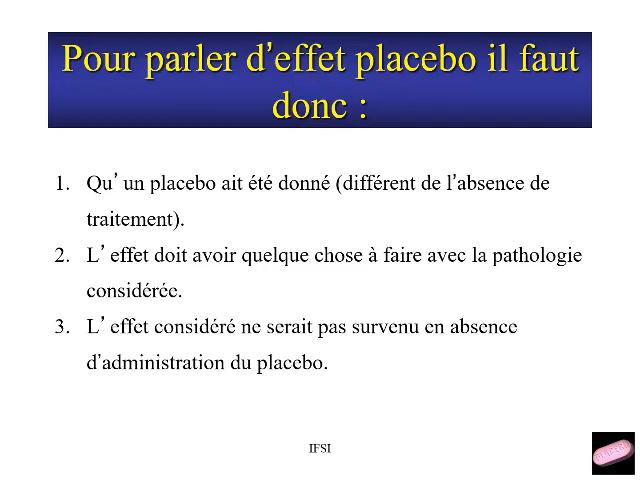 Pour parler d’effet placebo il faut
donc :
1. Qu’ un placebo ait été donné (différent de l’absence de
traitement).
2. L’ effet doit avoir quelque chose à faire avec la pathologie
considérée.
3. L’ effet considéré ne serait pas survenu en absence
d’administration du placebo.
IFSI